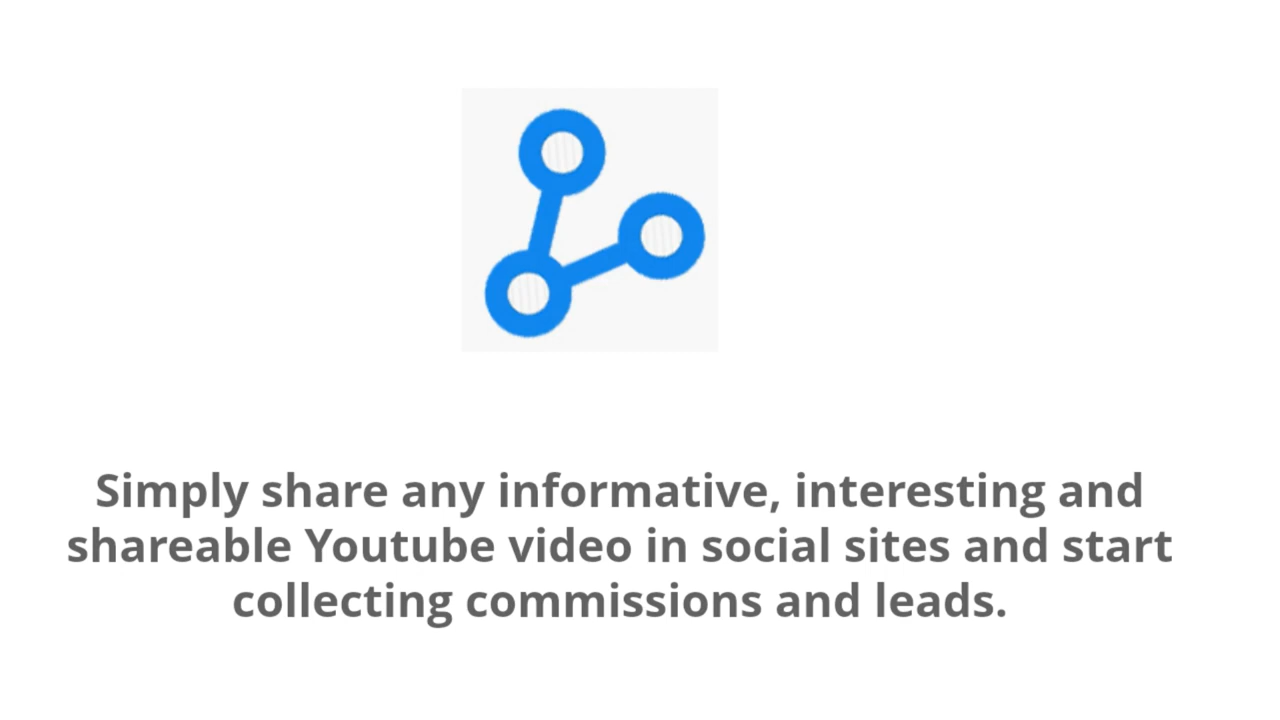 Simply share any informative, interesting and
shareable Youtube video in social sites and start
collecting commissions and leads.